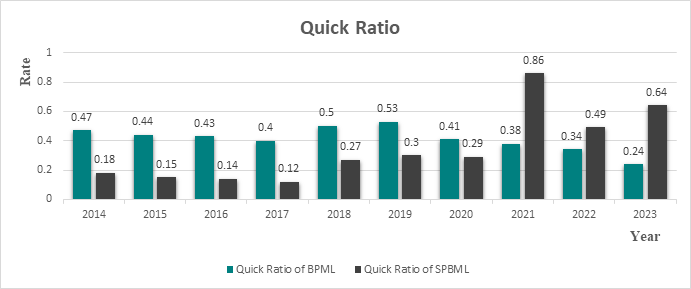 Quick Ratio
Rate
1
0.8
0.6
0.4
0.2
0
0.47 0.44 0.43 0.4 0.5 0.53 0.41 0.38 0.34 0.24
0.18 0.15 0.14 0.12 0.27 0.3 0.29 0.86 0.49 0.64
2014 2015 2016 2017 2018 2019 2020 2021 2022 2023
Year
Quick Ratio of BPML Quick Ratio of SPBML